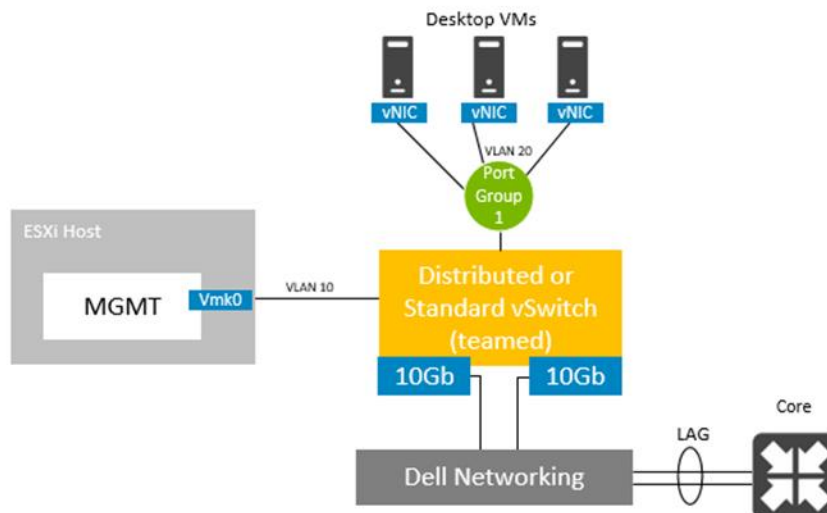 Desktop VMs
vNIC
vNIC
vNIC
VLAN 20
Port
Group
1
ESXi Host
MGMT
Vmk0
VLAN 10
Distributed or
Standard vSwitch
(teamed)
10Gb
10Gb
Core
LAG
Dell Networking